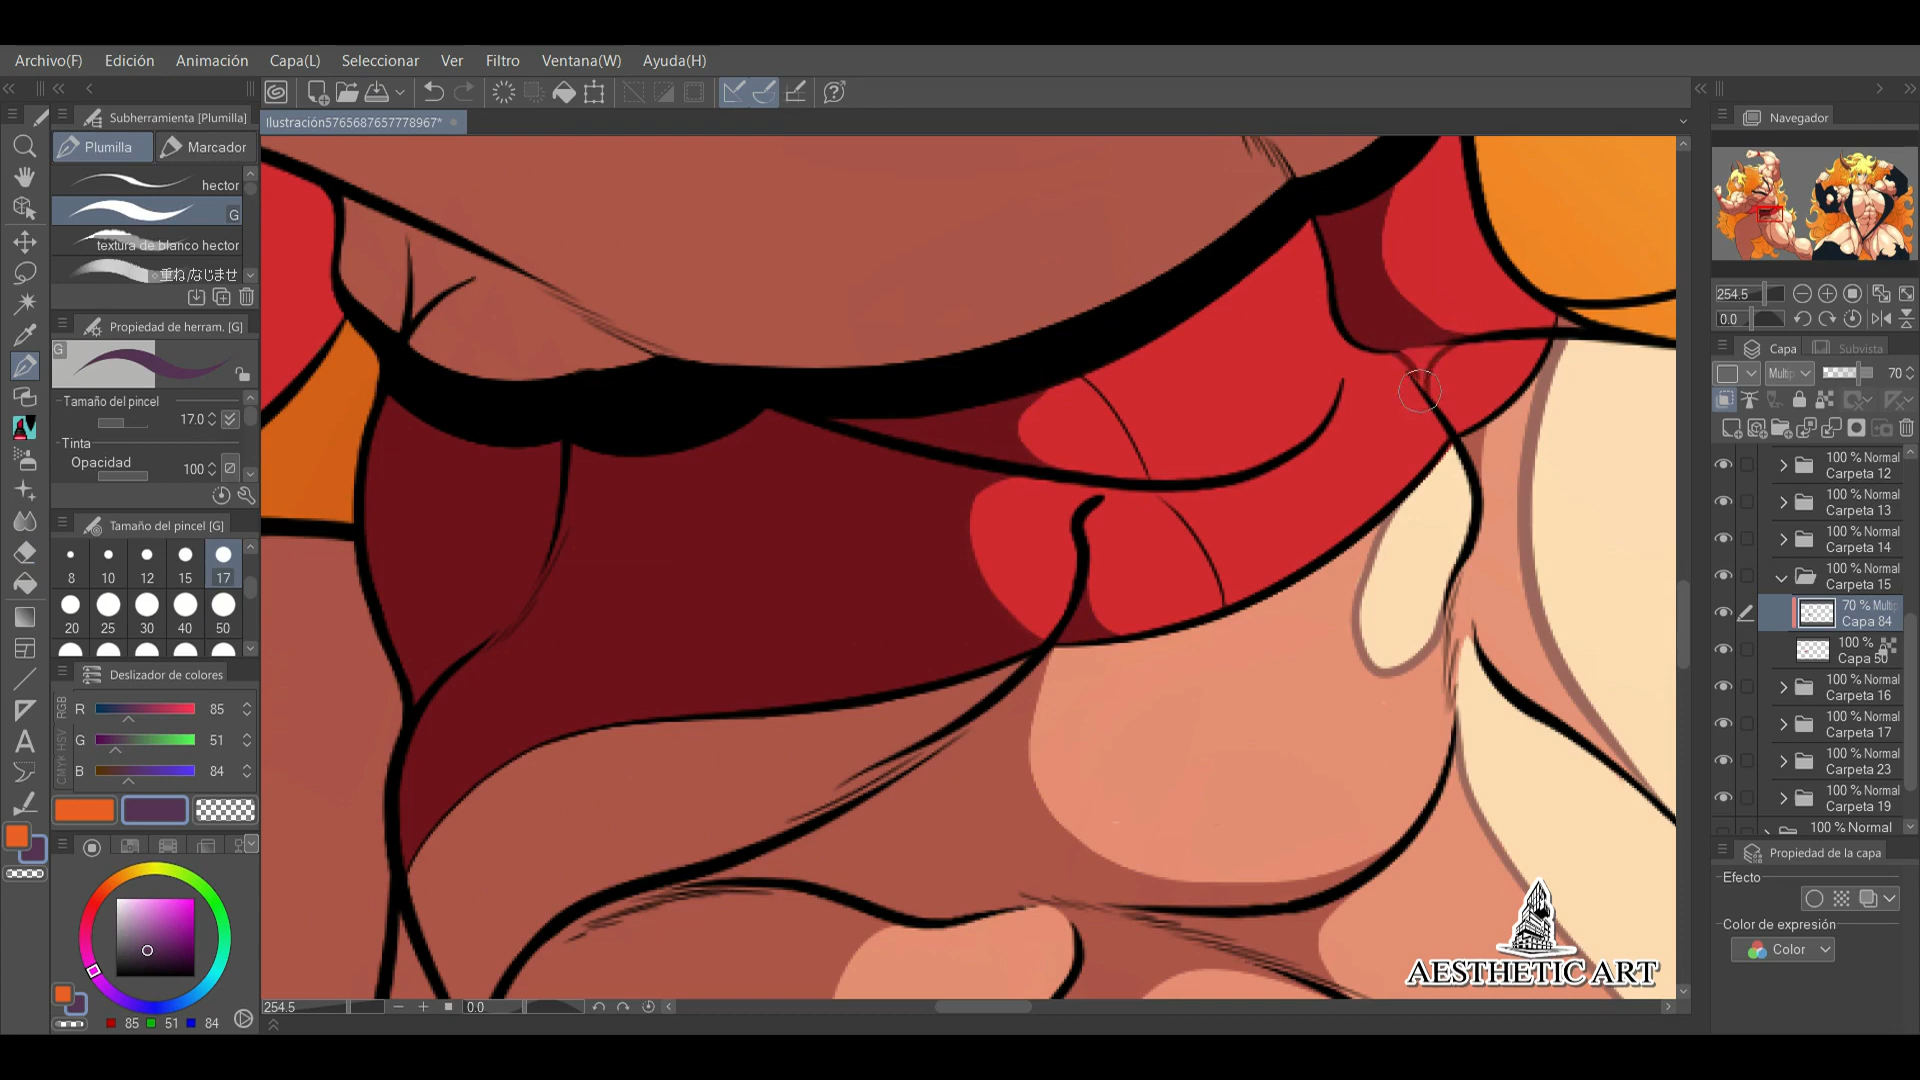 Archivo(F) Edición Animación Capa(L) Seleccionar Ver Filtro Ventana(W) Ayuda(H)
Subherramienta [Plumilla]
Plumilla Marcador
hector
G
textura de blanco hector
重ね/なじませ
Propiedad de herram. [G]
G
Tamaño del pincel
17.0
Tinta
Opacidad 100
Tamaño del pincel [G]
8 10 12 15 17
20 25 30 40 50
Deslizador de colores
RGB
HSV
CMYK
R 85
G 51
B 84
85 51 84
Ilustración5765687657778967*
254.5 0.0
AESTHETIC ART
Navegador
254.5
0.0
Capa Subvista
Multip 70
100 % Normal
Carpeta 12
100 % Normal
Carpeta 13
100 % Normal
Carpeta 14
100 % Normal
Carpeta 15
70 % Multip
Capa 84
100 %
Capa 50
100 % Normal
Carpeta 16
100 % Normal
Carpeta 17
100 % Normal
Carpeta 23
100 % Normal
Carpeta 19
100 % Normal
Propiedad de la capa
Efecto
Color de expresión
Color